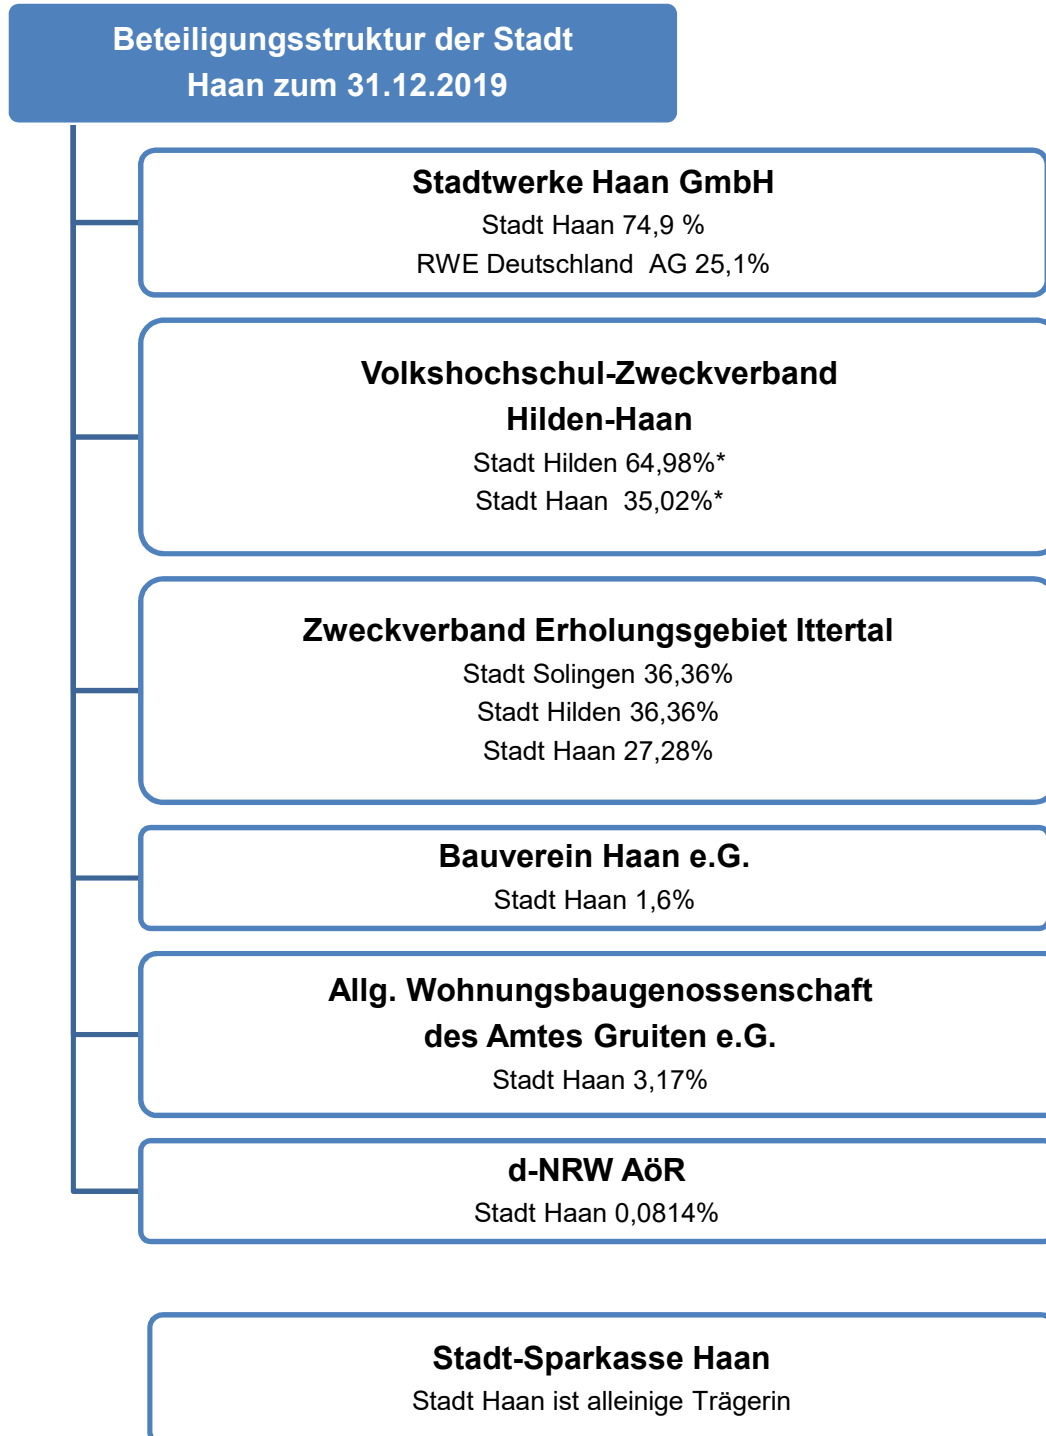 Beteiligungsstruktur der Stadt
Haan zum 31.12.2019
Stadtwerke Haan GmbH
Stadt Haan 74,9 %
RWE Deutschland AG 25,1%
Volkshochschul-Zweckverband
Hilden-Haan
Stadt Hilden 64,98%*
Stadt Haan 35,02%*
Zweckverband Erholungsgebiet Ittertal
Stadt Solingen 36,36%
Stadt Hilden 36,36%
Stadt Haan 27,28%
Bauverein Haan e.G.
Stadt Haan 1,6%
Allg. Wohnungsbaugenossenschaft
des Amtes Gruiten e.G.
Stadt Haan 3,17%
d-NRW AöR
Stadt Haan 0,0814%
Stadt-Sparkasse Haan
Stadt Haan ist alleinige Trägerin